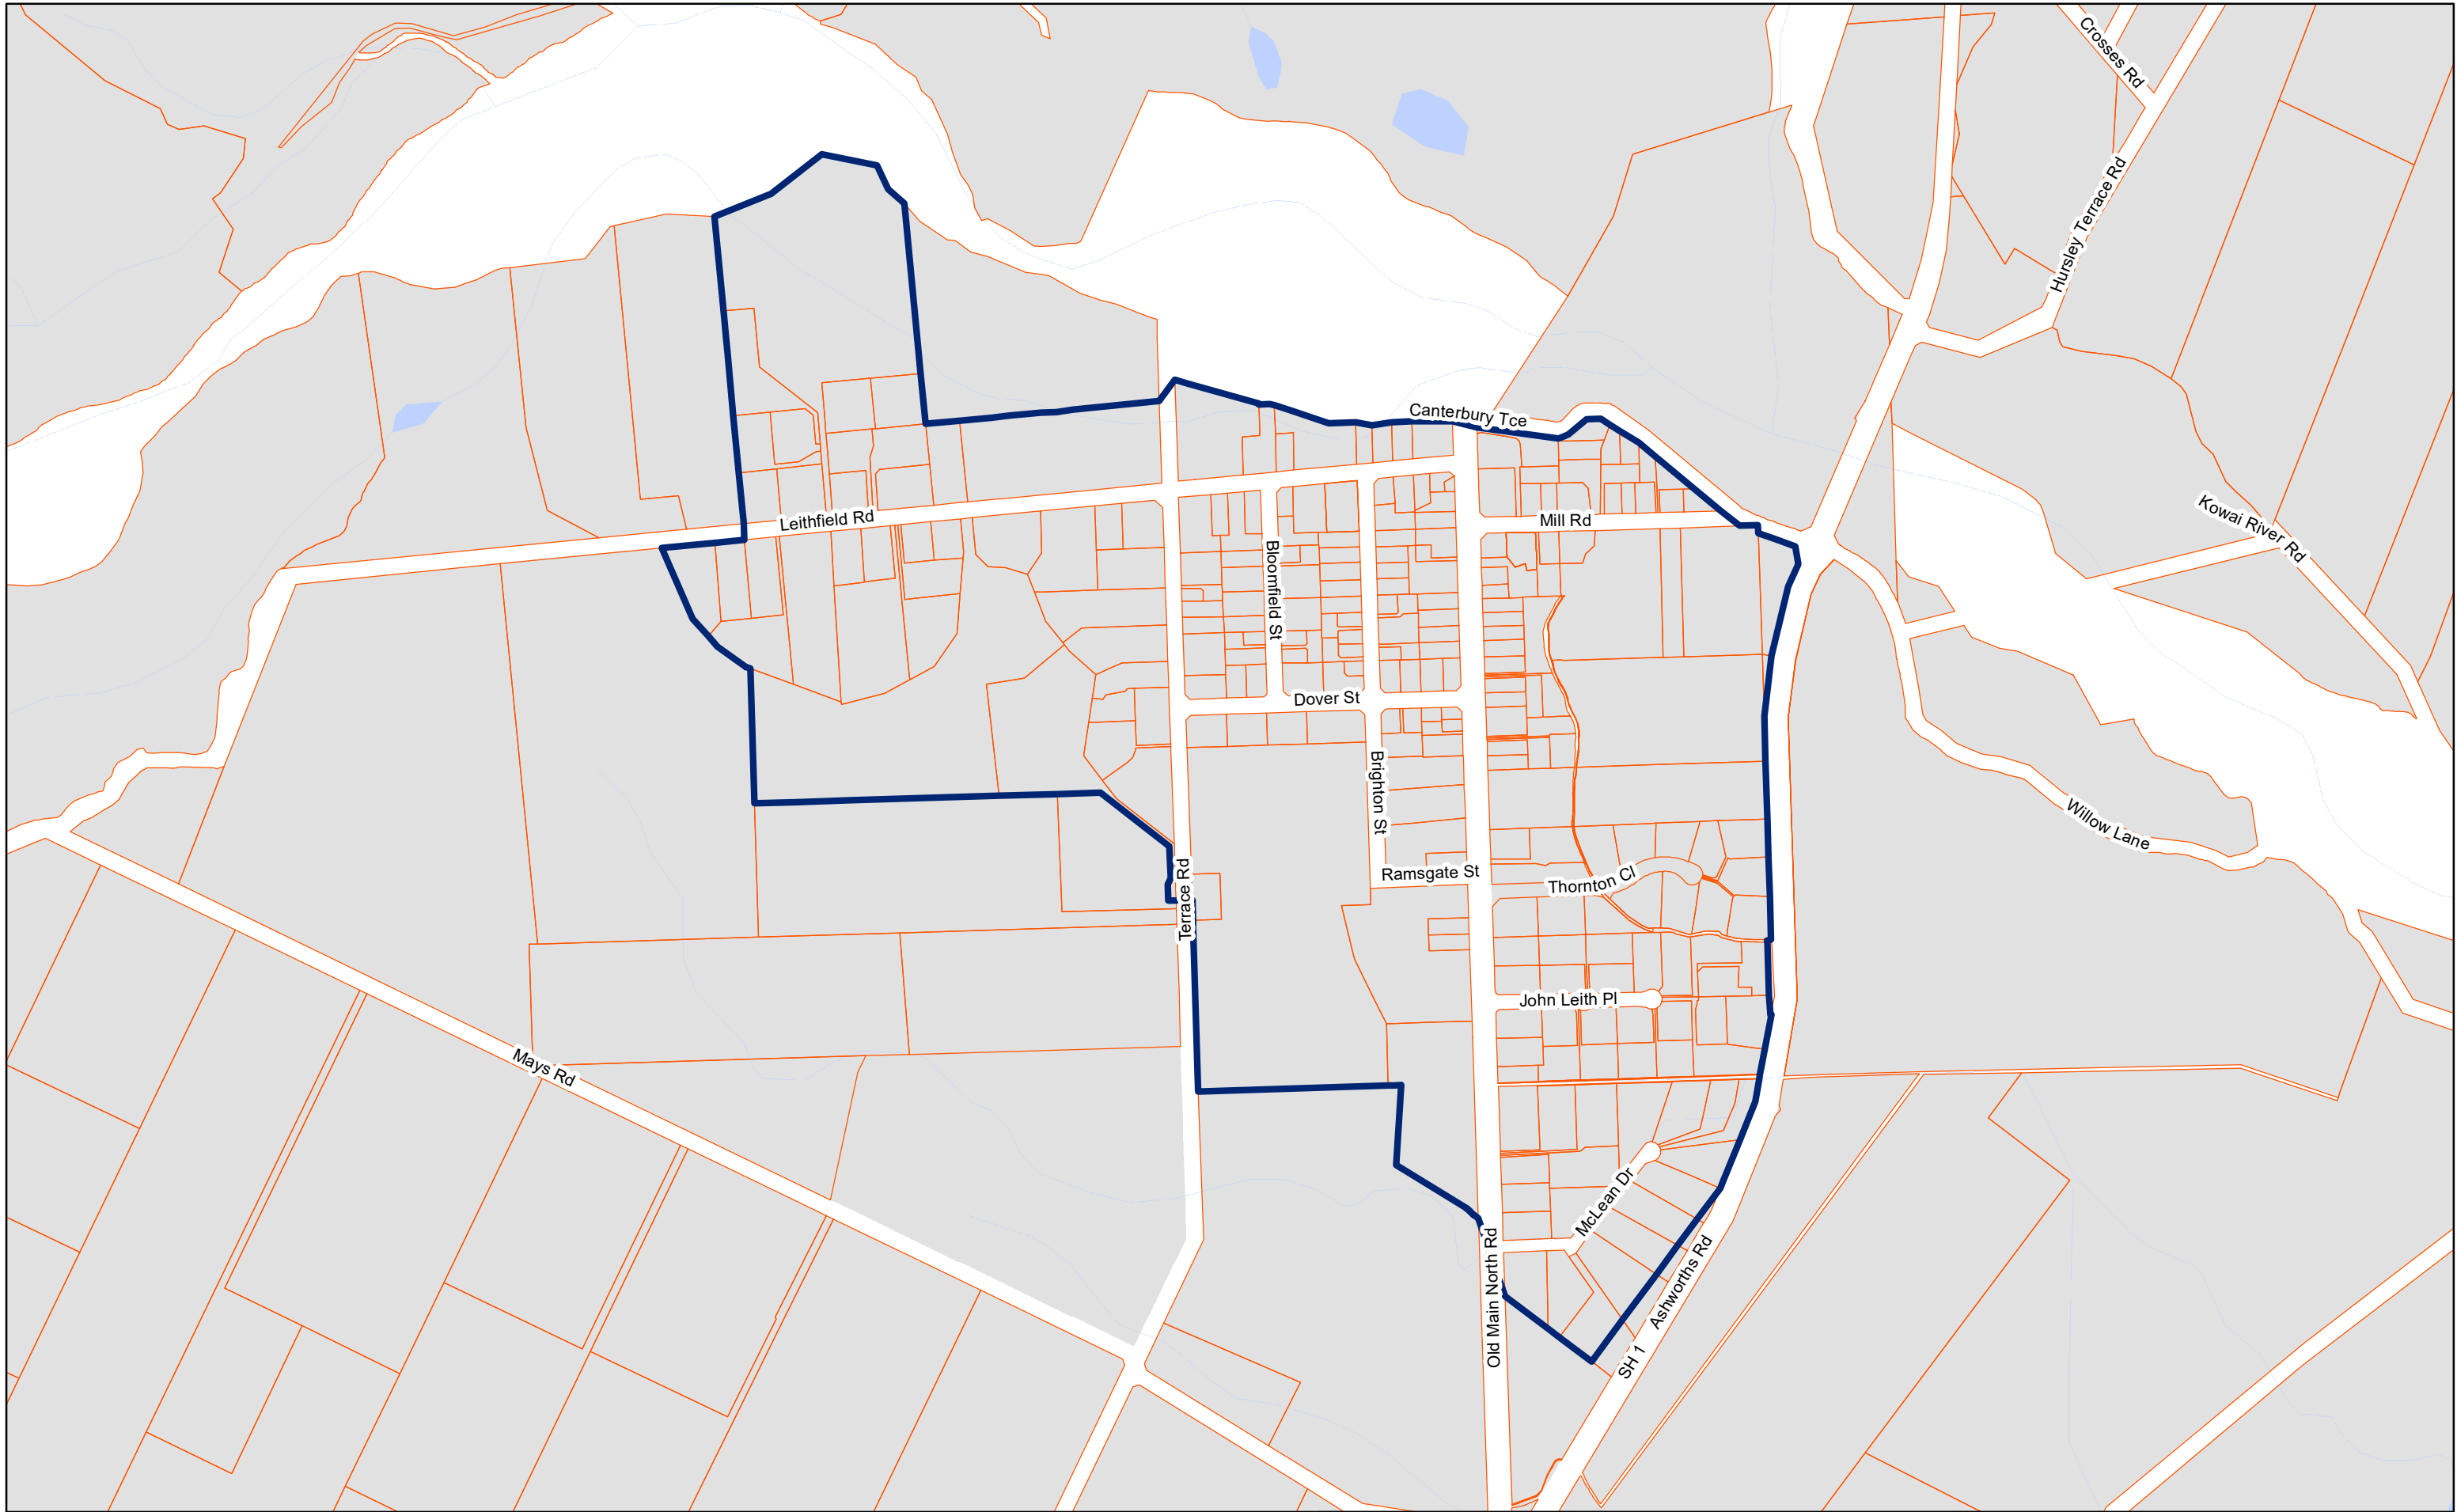 Crosses Rd
Hursley Terrace Rd
Canterbury Tce
Kowai River Rd
Leithfield Rd
Mill Rd
Bloomfield St
Dover St
Brighton St
Willow Lane
Ramsgate St
Thornton Cl
Terrace Rd
John Leith Pl
Mays Rd
McLean Dr
Old Main North Rd
Ashworths Rd
SH 1